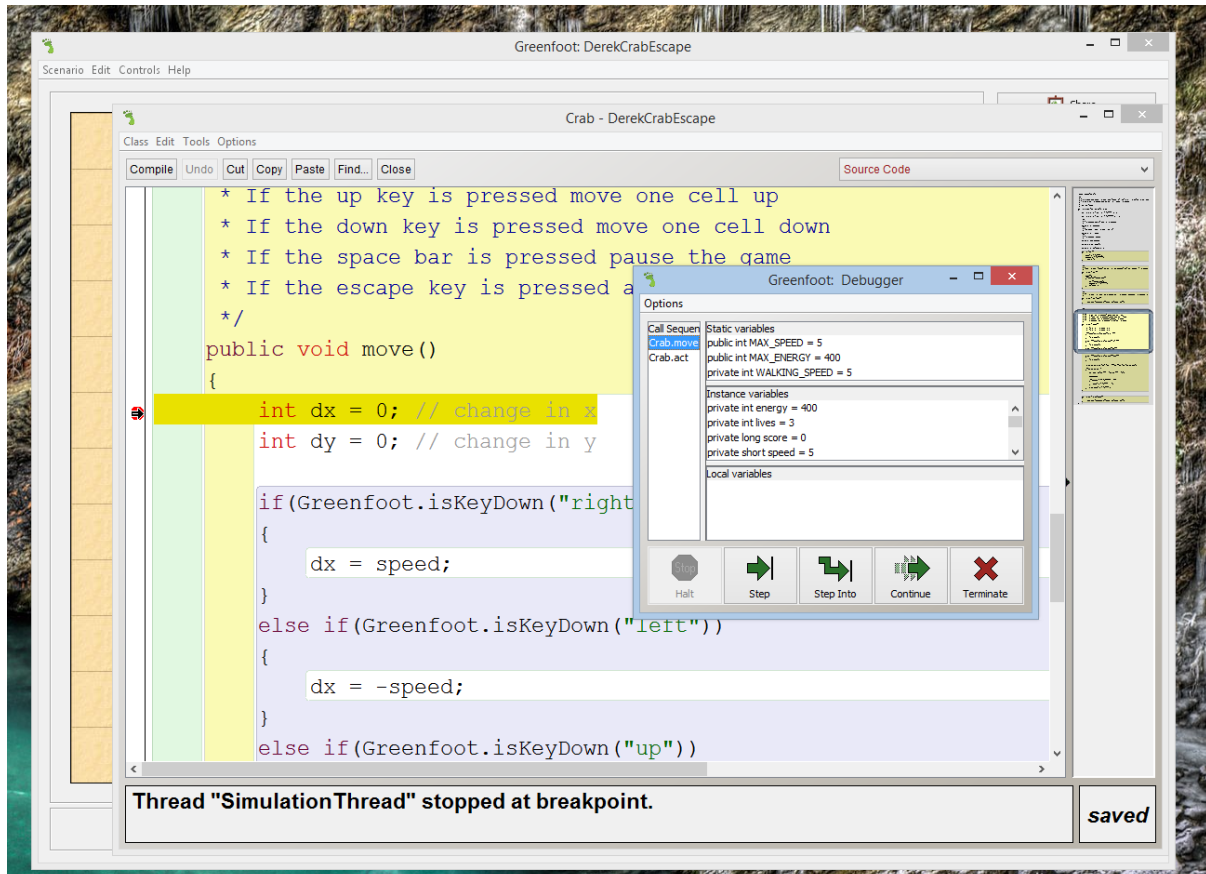 Greenfoot: DerekCrabEscape
Scenario Edit Controls Help
Crab - DerekCrabEscape
Class Edit Tools Options
Compile Undo Cut Copy Paste Find... Close
Source Code
* If the up key is pressed move one cell up
* If the down key is pressed move one cell down
* If the space bar is pressed pause the game
* If the escape key is pressed a
*/
public void move()
{
int dx = 0; // change in x
int dy = 0; // change in y
if(Greenfoot.isKeyDown("right
{
dx = speed;
}
else if(Greenfoot.isKeyDown("left"))
{
dx = -speed;
}
else if(Greenfoot.isKeyDown("up"))
Greenfoot: Debugger
Options
Call Sequen
Crab.move
Crab.act
Static variables
public int MAX_SPEED = 5
public int MAX_ENERGY = 400
private int WALKING_SPEED = 5
Instance variables
private int energy = 400
private int lives = 3
private long score = 0
private short speed = 5
Local variables
Stop
Halt
Step
Step Into
Continue
Terminate
Thread "SimulationThread" stopped at breakpoint.
saved